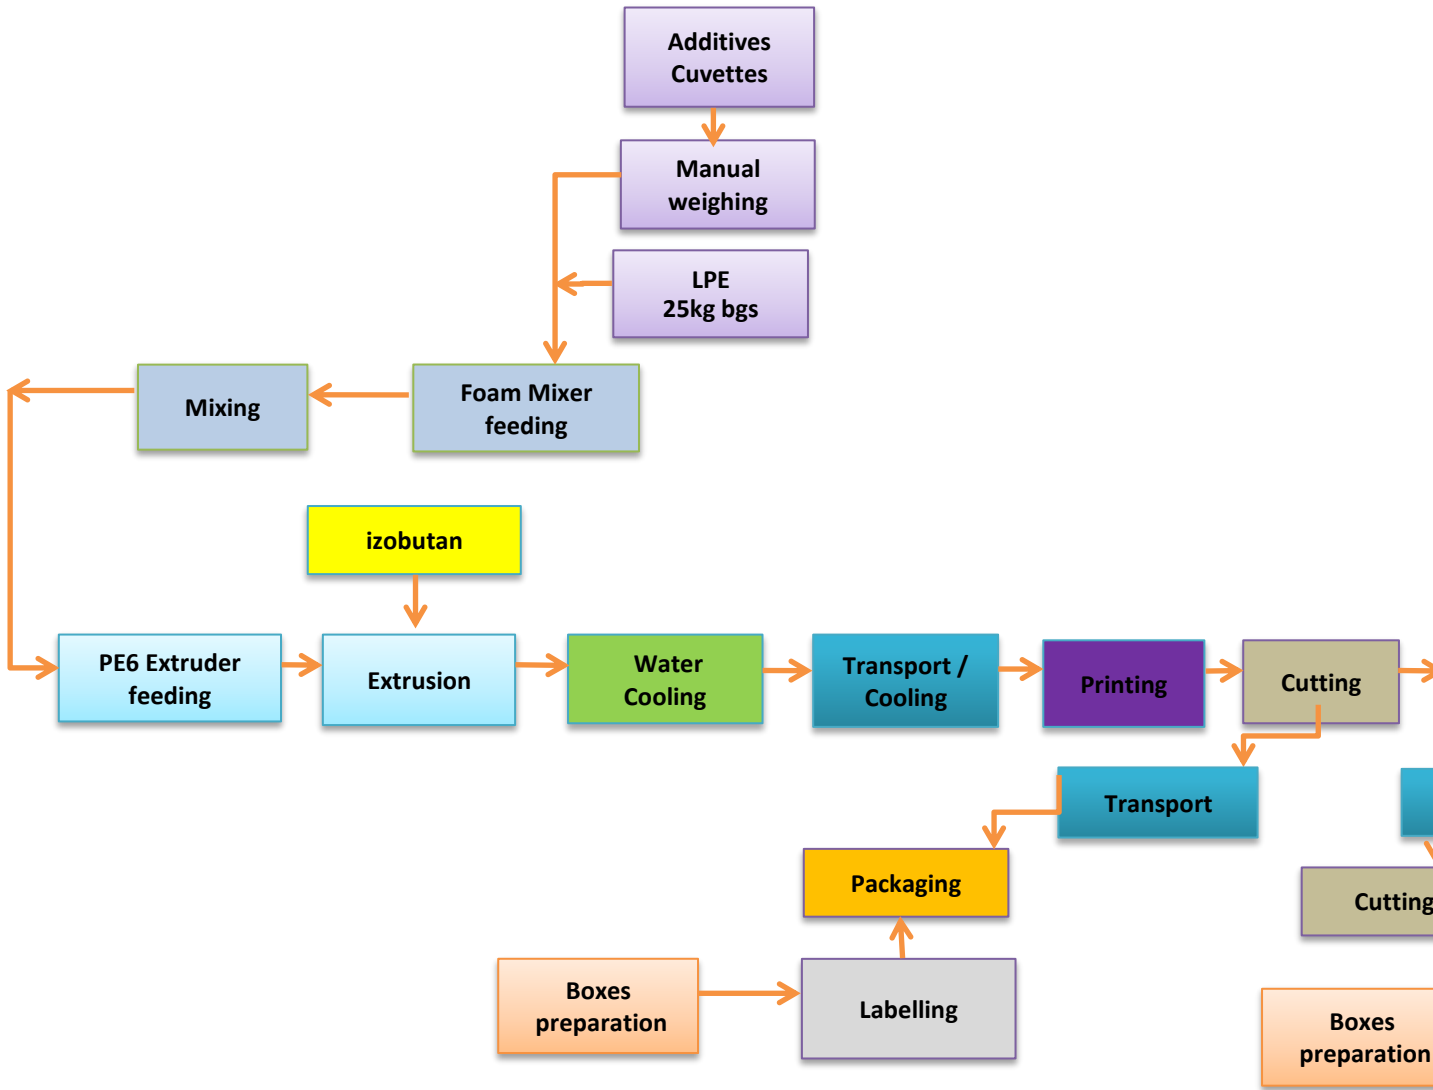 Additives
Cuvettes
Manual
weighing
LPE
25kg bgs
Foam Mixer
feeding
Mixing
izobutan
PE6 Extruder
feeding
Extrusion
Water
Cooling
Transport /
Cooling
Printing
Cutting
Transport
Packaging
Cutting
Boxes
preparation
Labelling
Boxes
preparation